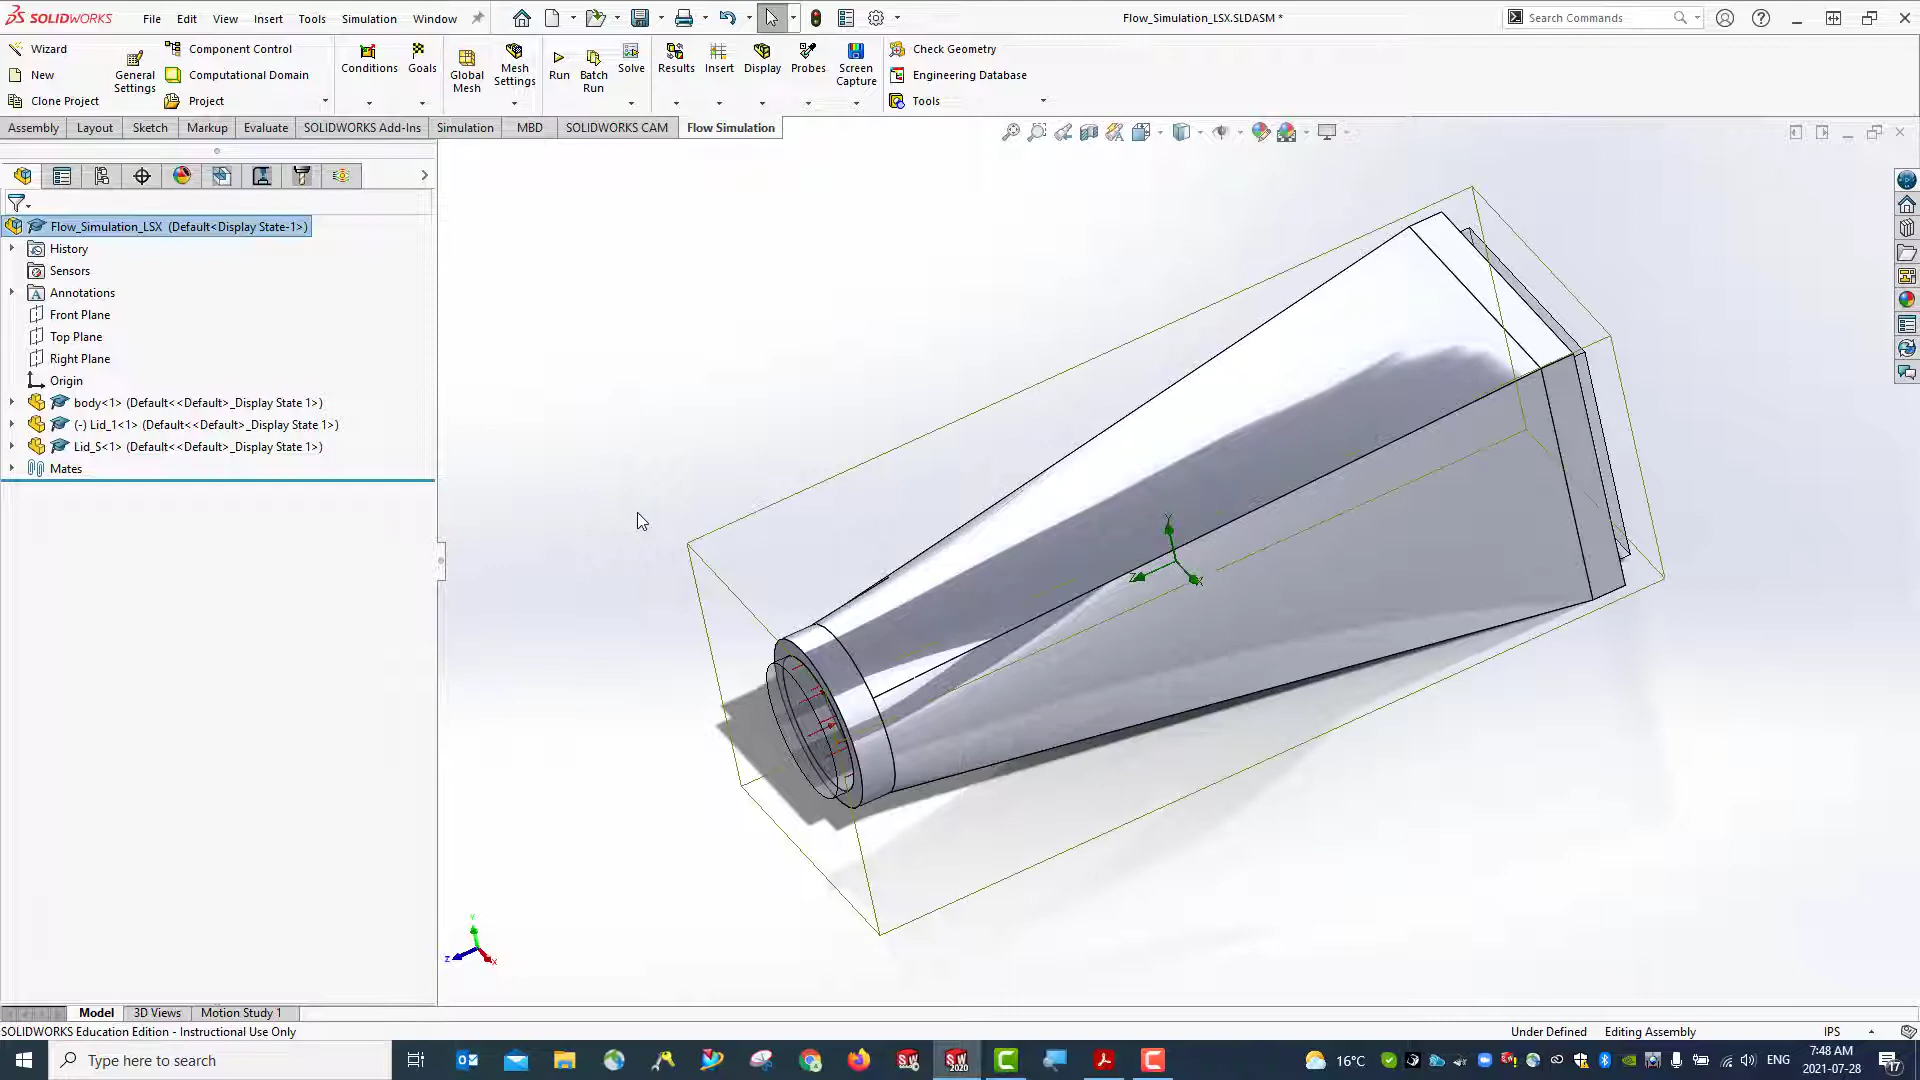 SOLIDWORKS File Edit View Insert Tools Simulation Window Flow_Simulation_LSX.SLDASM * Search Commands
Wizard
New
Clone Project
General Settings
Component Control
Computational Domain
Project
Conditions
Goals
Global Mesh
Mesh Settings
Run
Batch Run
Solve
Results
Insert
Display
Probes
Screen Capture
Check Geometry
Engineering Database
Tools
Assembly Layout Sketch Markup Evaluate SOLIDWORKS Add-Ins Simulation MBD SOLIDWORKS CAM Flow Simulation
Flow_Simulation_LSX (Default<Display State-1>)
History
Sensors
Annotations
Front Plane
Top Plane
Right Plane
Origin
body<1> (Default<<Default>_Display State 1>)
(-) Lid_1<1> (Default<<Default>_Display State 1>)
Lid_S<1> (Default<<Default>_Display State 1>)
Mates
Y
Z
X
Y
Z
X
Model 3D Views Motion Study 1
SOLIDWORKS Education Edition - Instructional Use Only Under Defined Editing Assembly IPS
Type here to search
SW 2020
16°C
ENG
7:48 AM
2021-07-28
17